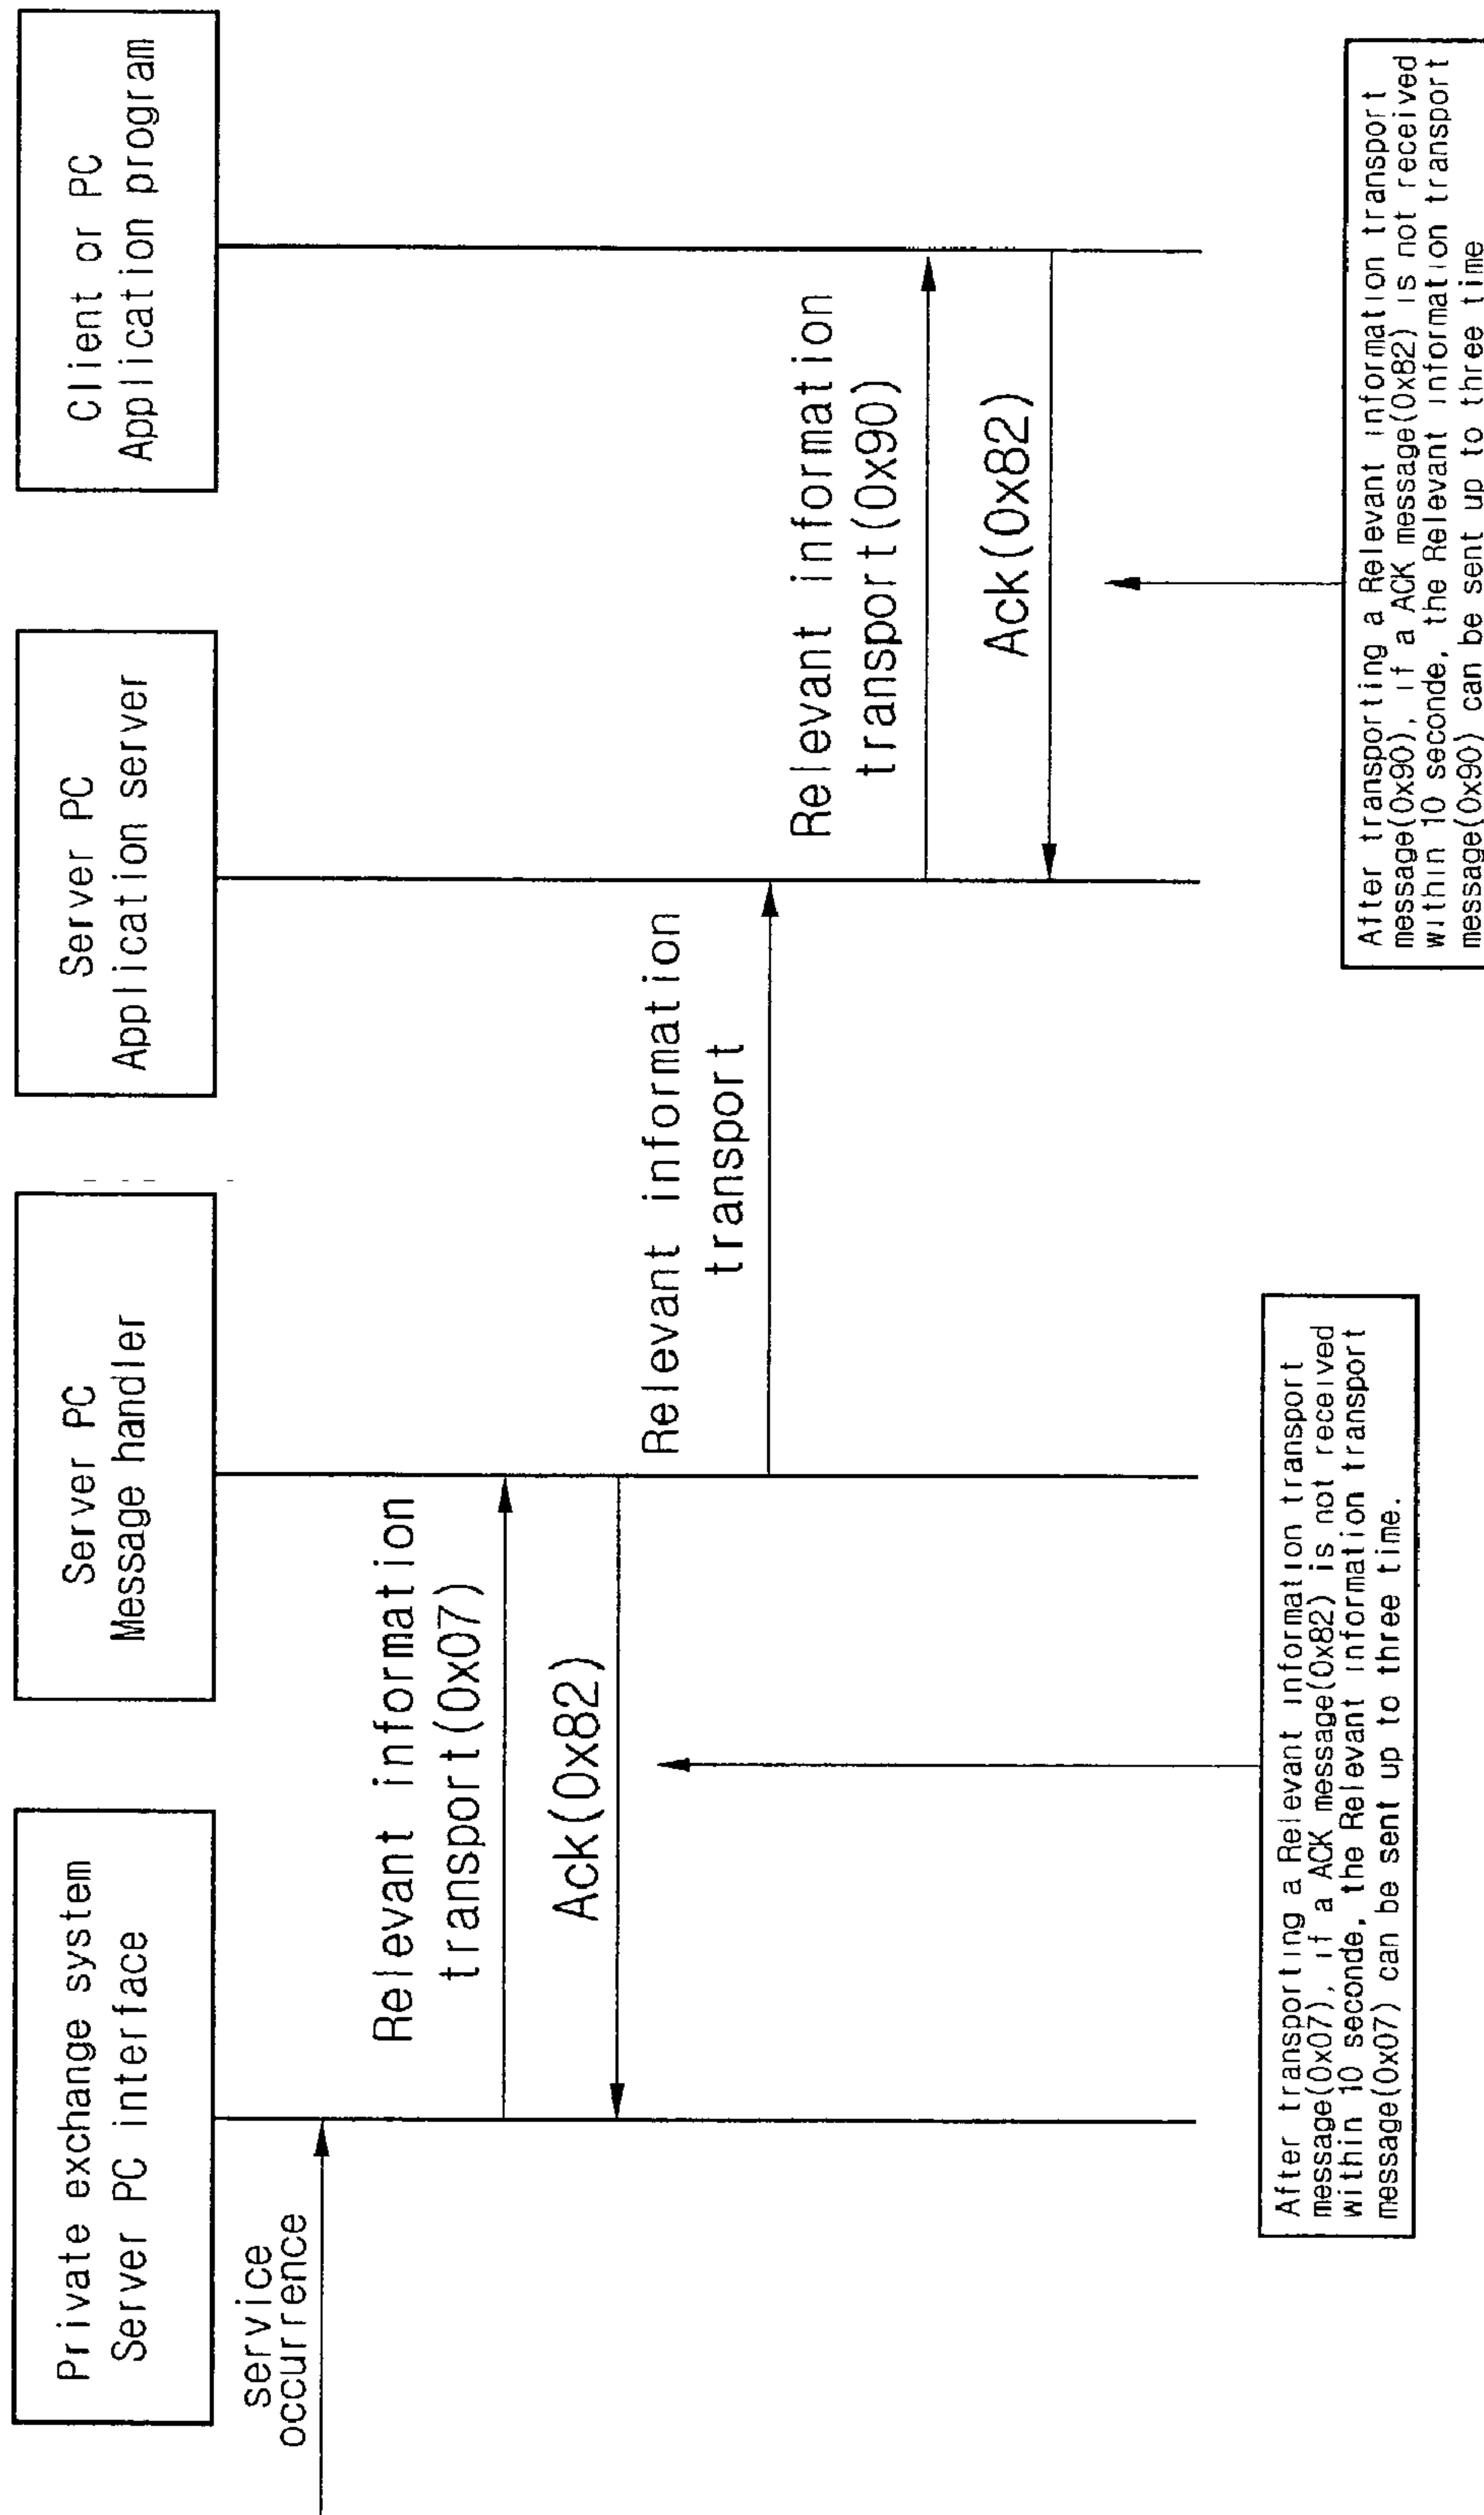 Private exchange system
Server PC interface
Server PC
Message handler
Server PC
Application server
Client or PC
Application program
service
occurrence
Relevant information
transport(0x07)
Ack(0x82)
Relevant information
transport
Relevant information
transport(0x90)
Ack(0x82)
After transporting a Relevant information transport
message(0x07), if a ACK message(0x82) is not received
within 10 seconde, the Relevant information transport
message(0x07) can be sent up to three time.
After transporting a Relevant information transport
message(0x90), if a ACK message(0x82) is not received
within 10 seconde, the Relevant information transport
message(0x90) can be sent up to three time